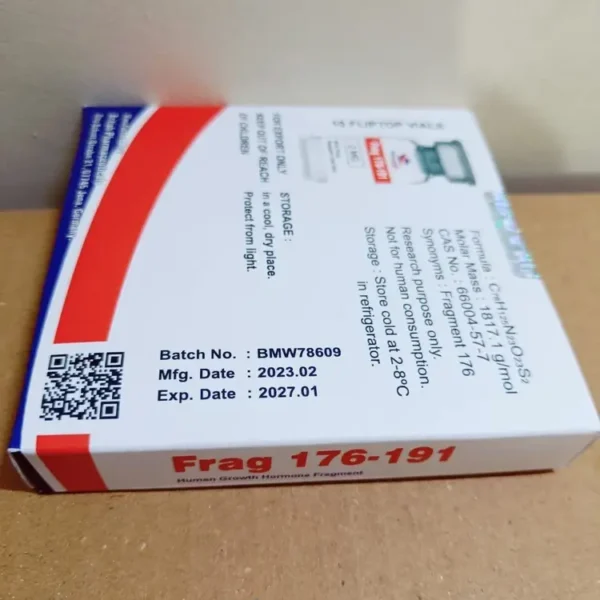 10 FLIPTOP VIALS
Frag 176-191
FOR EXPORT ONLY
KEEP OUT OF REACH
OF CHILDREN
STORAGE :
in a cool, dry place.
Protect from light.
Formula : C₇₈H₁₂₅N₂₃O₂₃S₂
Molar Mass : 1817.1 g/mol
CAS No. : 66004-57-7
Synonyms : Fragment 176
Research purpose only.
Not for human consumption.
Storage : Store cold at 2-8ºC
in refrigerator.
Batch No. : BMW78609
Mfg. Date : 2023.02
Exp. Date : 2027.01
Frag 176-191
Human Growth Hormone Fragment